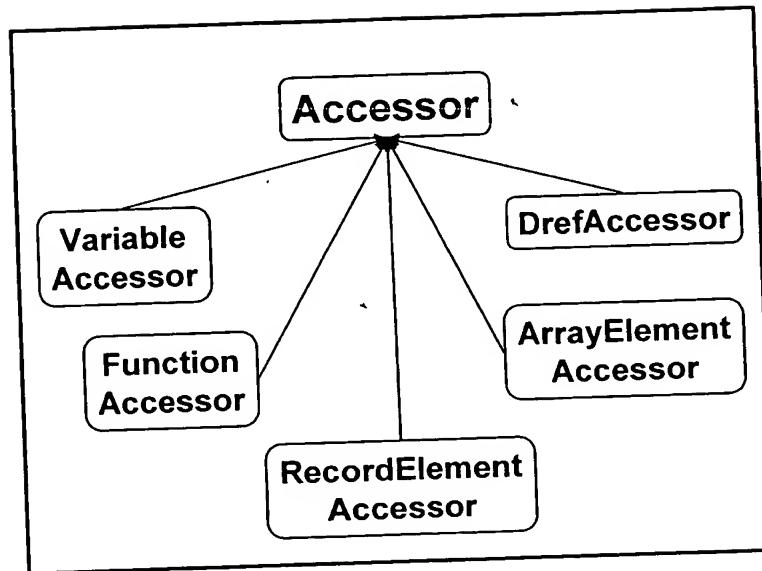 Accessor
Variable
Accessor
DrefAccessor
Function
Accessor
ArrayElement
Accessor
RecordElement
Accessor